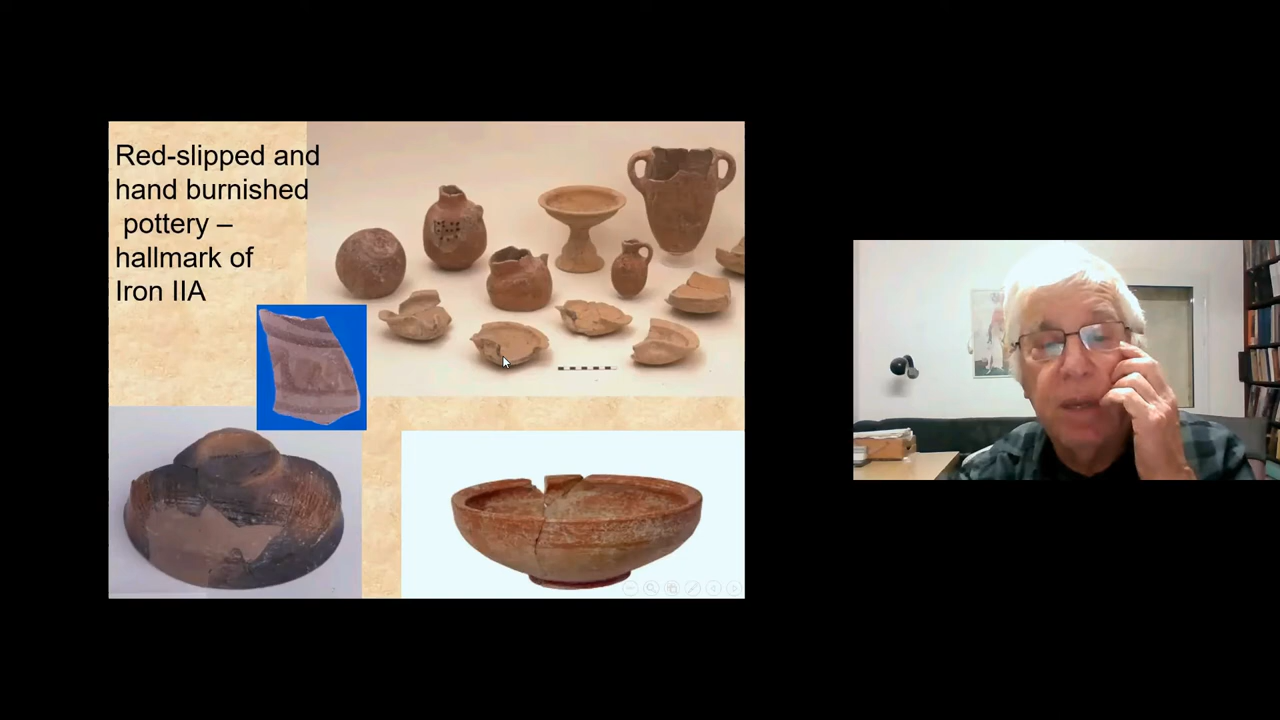 Red-slipped and
hand burnished
pottery –
hallmark of
Iron IIA